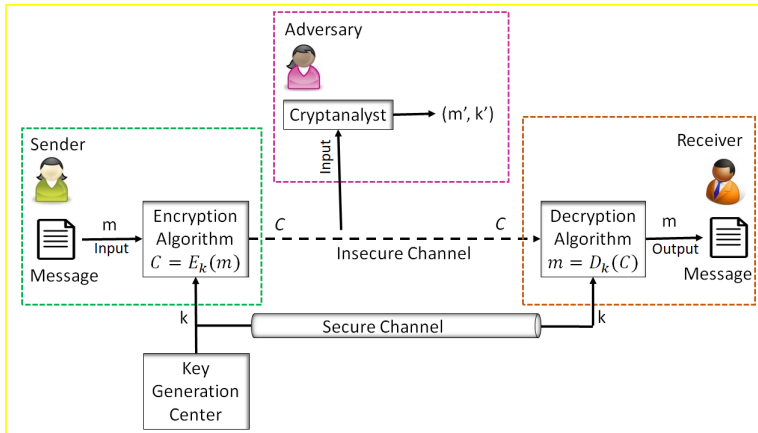 Adversary
Cryptanalyst
(m’, k’)
Input
Sender
Receiver
m
Input
Message
Encryption
Algorithm
C = E_k(m)
C
C
Insecure Channel
Decryption
Algorithm
m = D_k(C)
m
Output
Message
k
Secure Channel
k
Key
Generation
Center